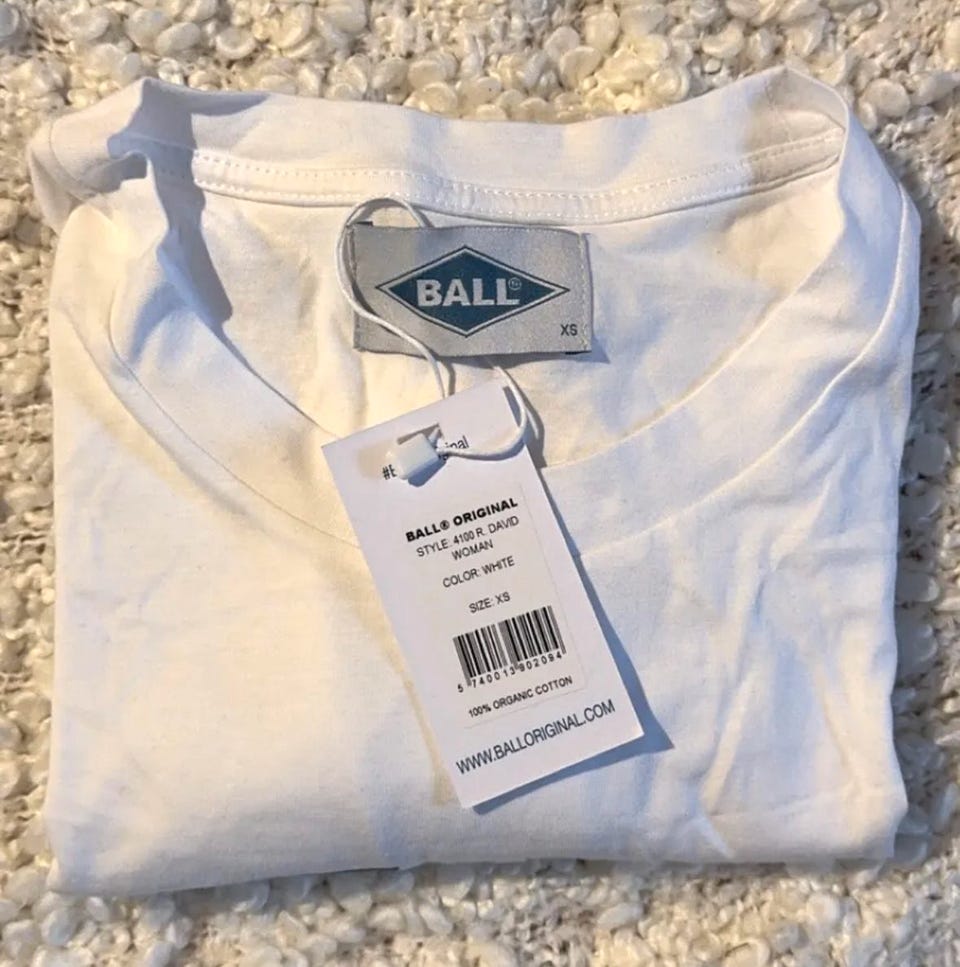 BALL®
XS
BALL® ORIGINAL
STYLE: 4100 R. DAVID
WOMAN
COLOR: WHITE
SIZE: XS
5 740013 902094
100% ORGANIC COTTON
WWW.BALLORIGINAL.COM